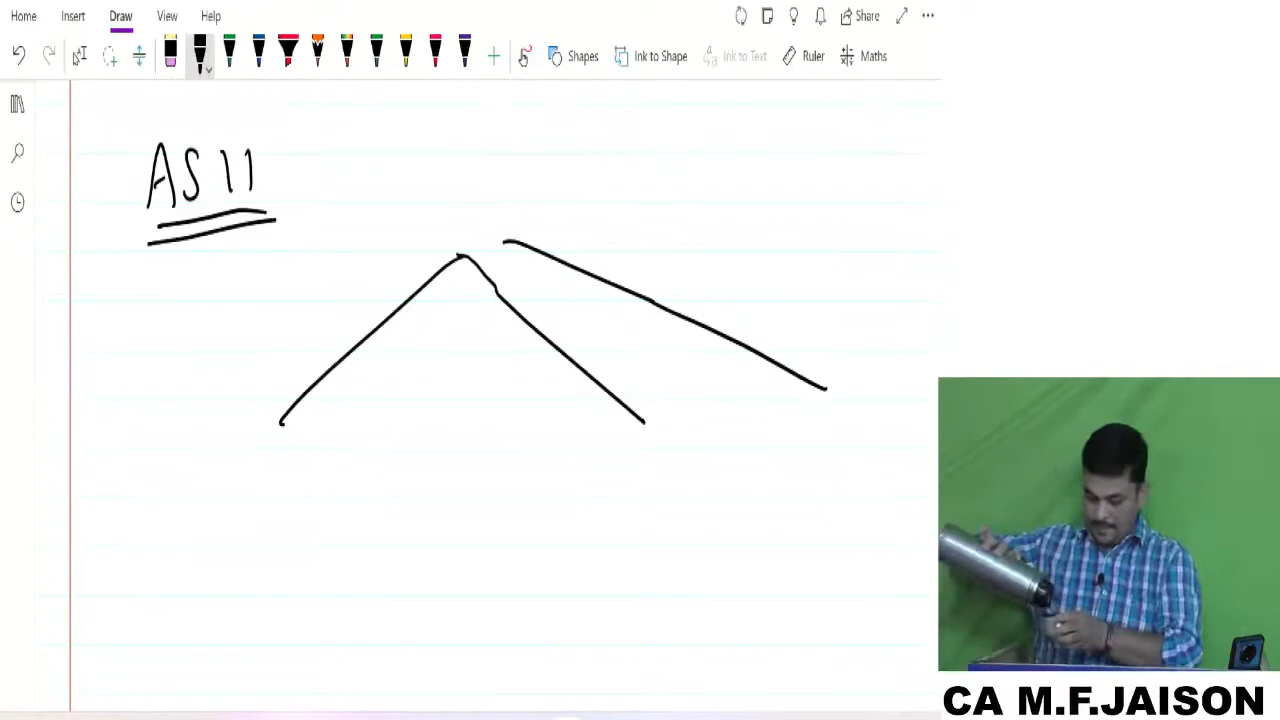 Home Insert Draw View Help Share
Shapes Ink to Shape Ink to Text Ruler Maths
AS 11
CA M.F.JAISON